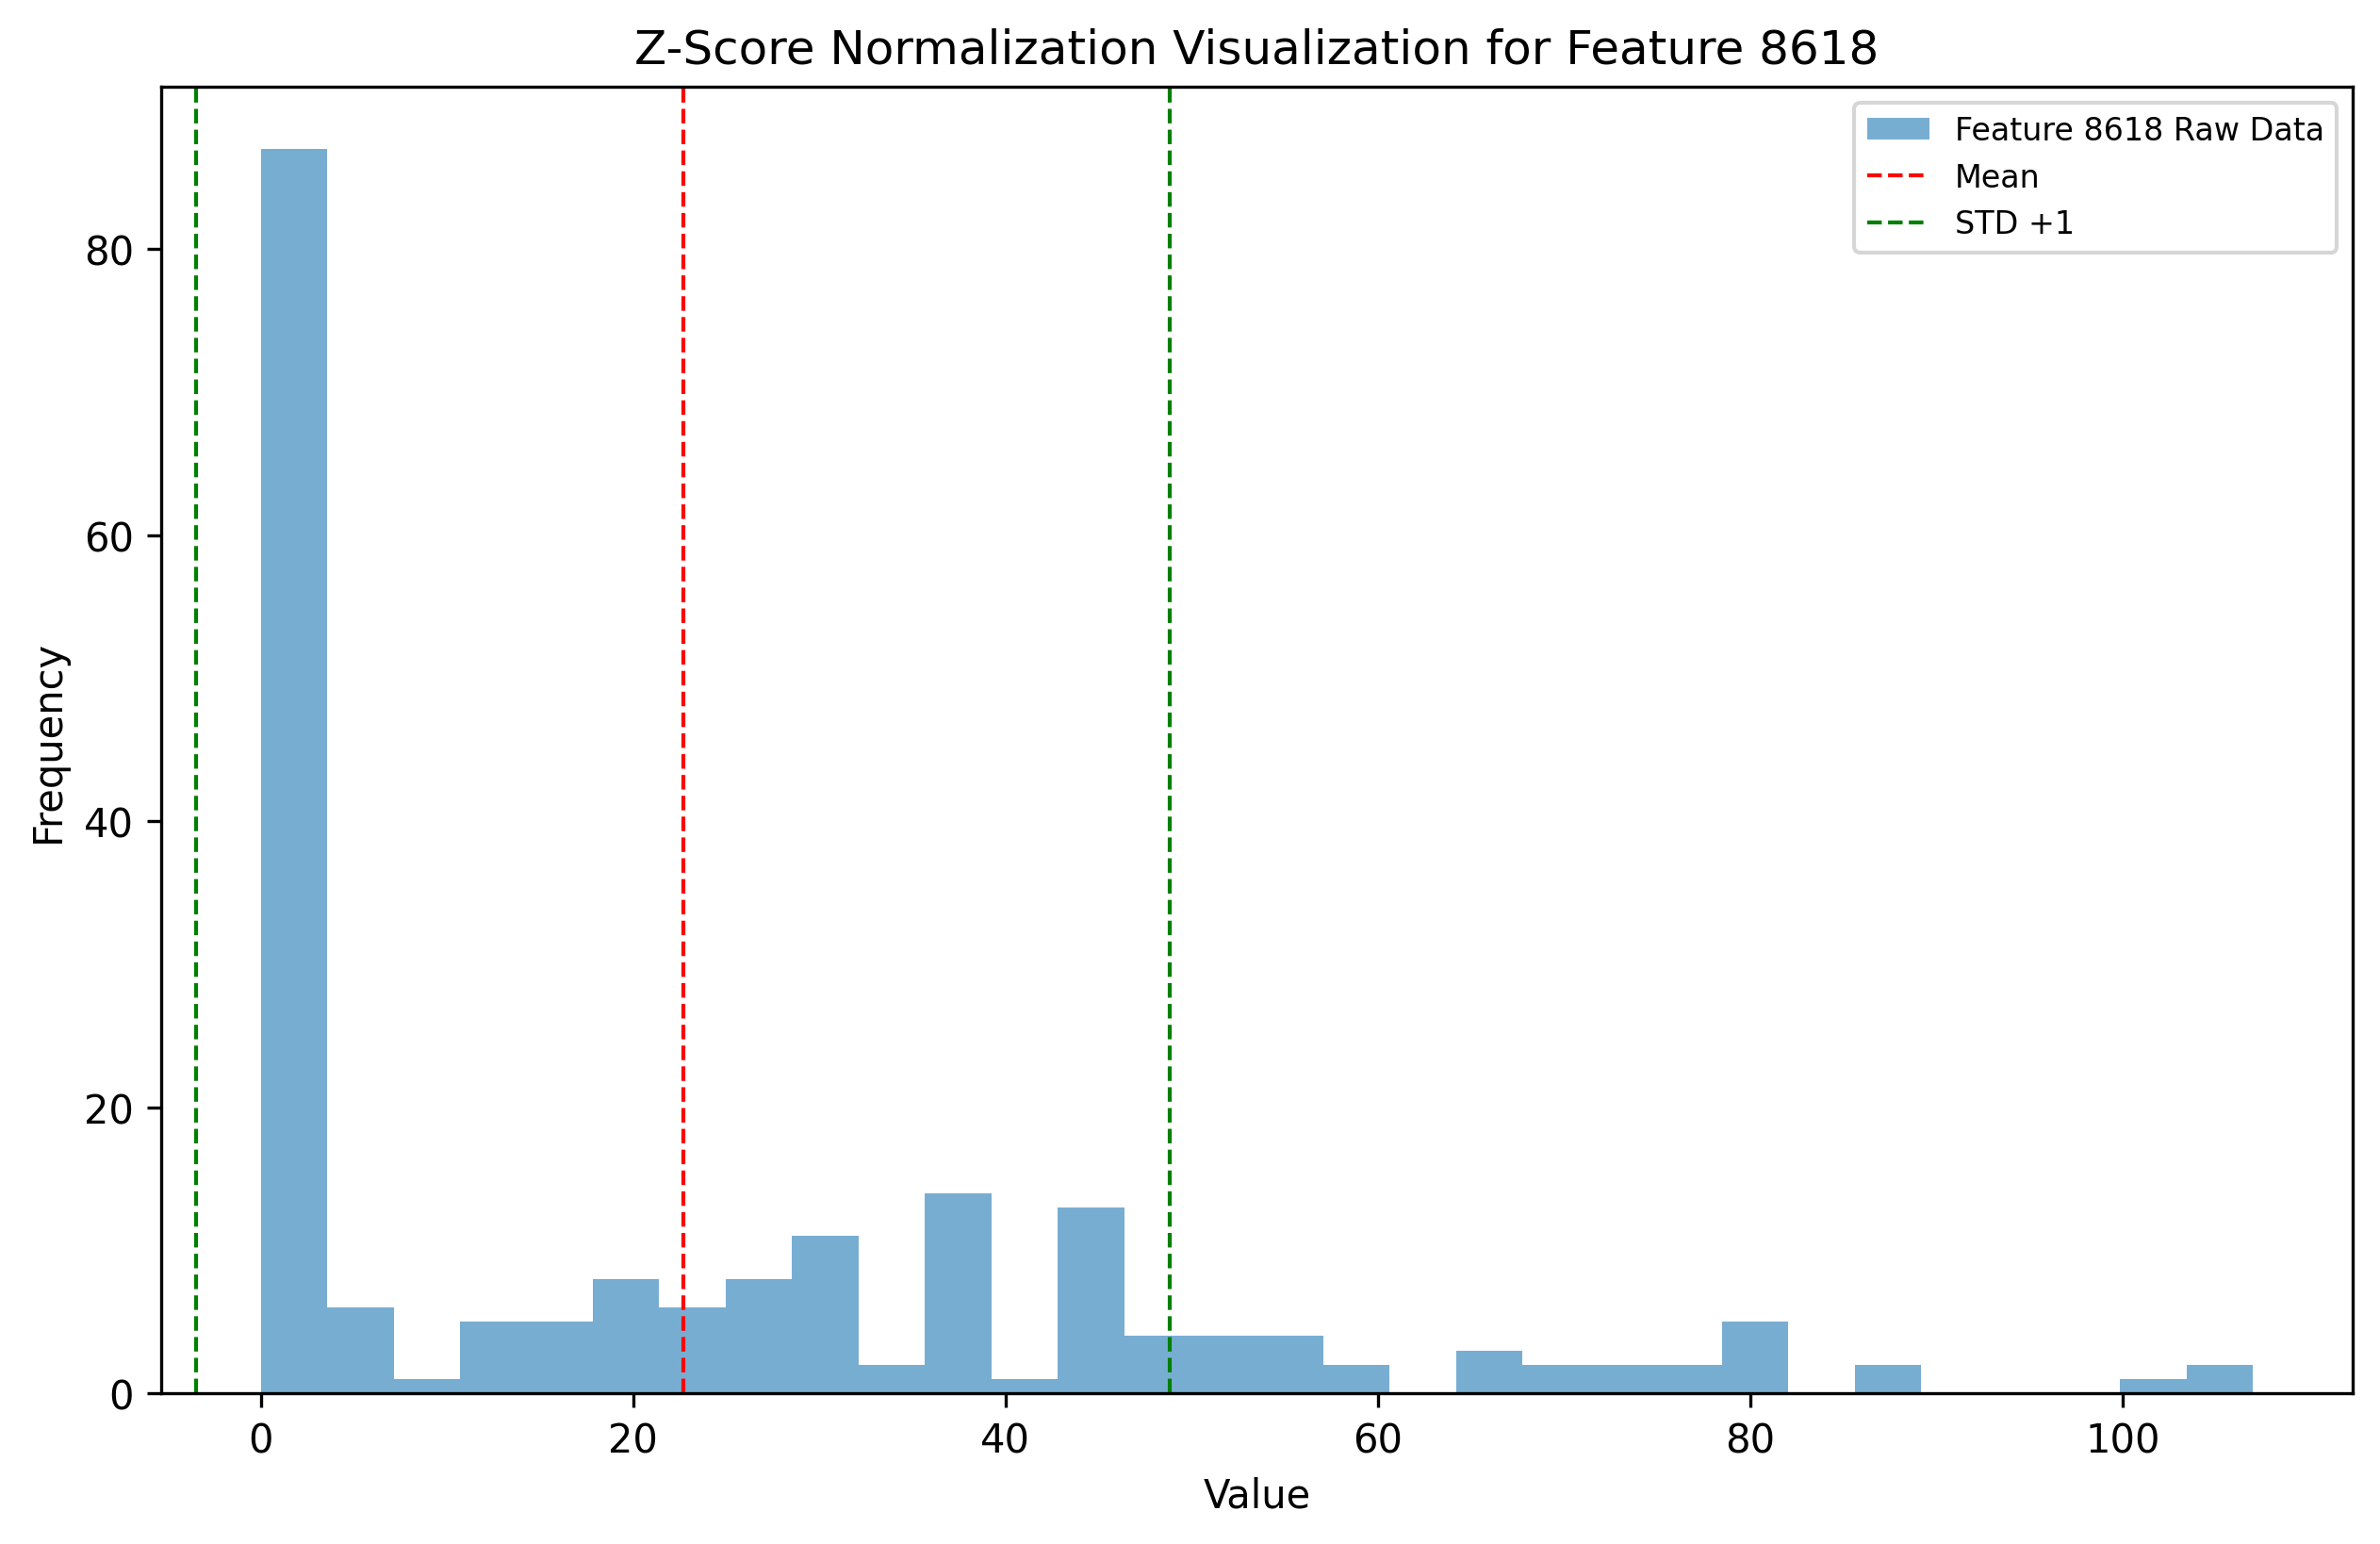 Z-Score Normalization Visualization for Feature 8618
Feature 8618 Raw Data
Mean
STD +1
Frequency
80
60
40
20
0
0 20 40 60 80 100
Value